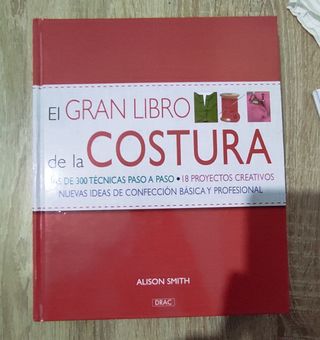 El GRAN LIBRO
de la COSTURA
MÁS DE 300 TÉCNICAS PASO A PASO • 18 PROYECTOS CREATIVOS
NUEVAS IDEAS DE CONFECCIÓN BÁSICA Y PROFESIONAL
ALISON SMITH
DRAC